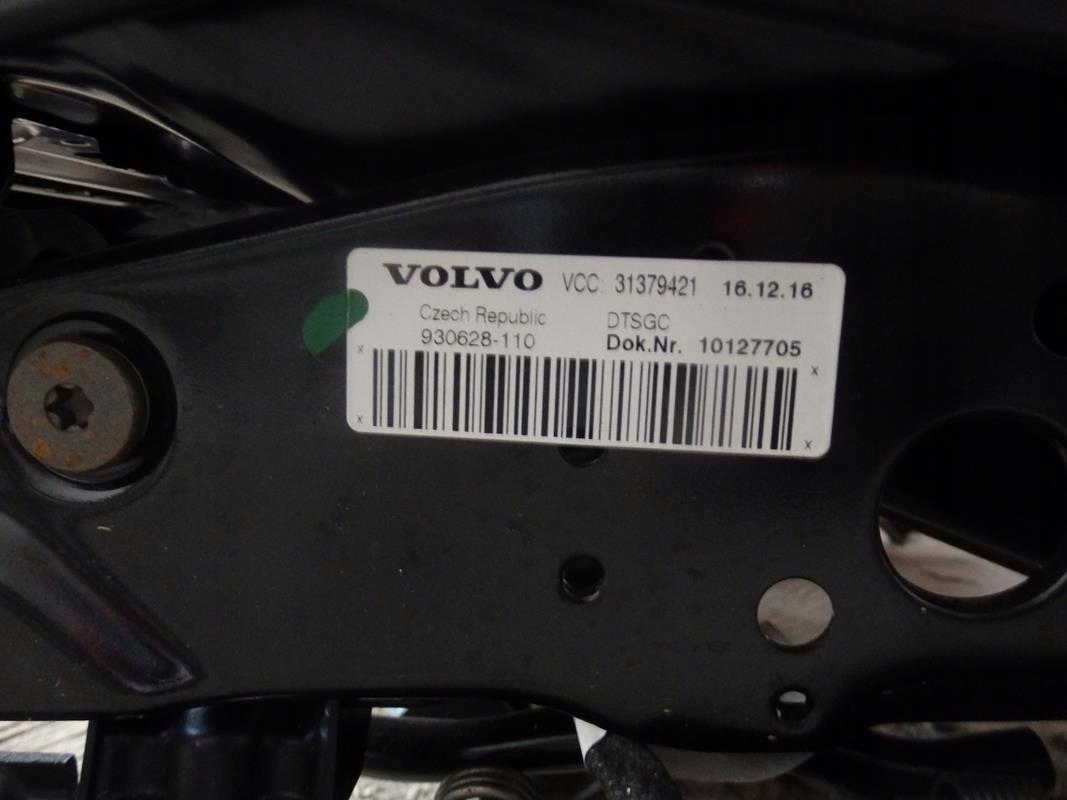 VOLVO VCC: 31379421 16.12.16
Czech Republic DTSGC
930628-110 Dok.Nr. 10127705
x x
x x